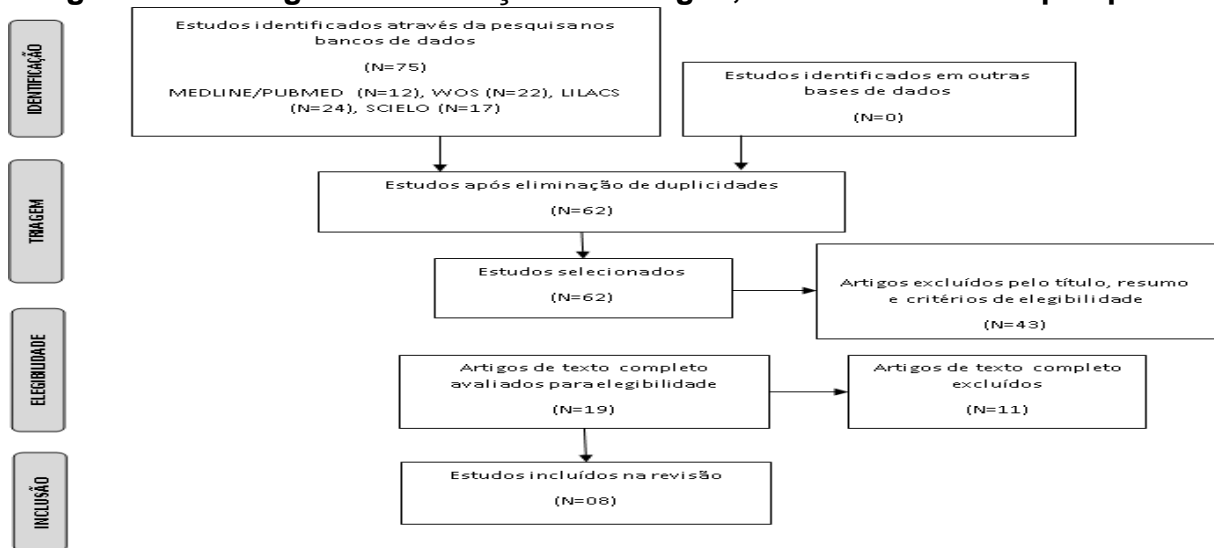 IDENTIFICAÇÃO
Estudos identificados através da pesquisa nos
bancos de dados
(N=75)
MEDLINE/PUBMED (N=12), WOS (N=22), LILACS
(N=24), SCIELO (N=17)
Estudos identificados em outras
bases de dados
(N=0)
TRIAGEM
Estudos após eliminação de duplicidades
(N=62)
Estudos selecionados
(N=62)
Artigos excluídos pelo título, resumo
e critérios de elegibilidade
(N=43)
ELEGIBILIDADE
Artigos de texto completo
avaliados para elegibilidade
(N=19)
Artigos de texto completo
excluídos
(N=11)
INCLUSÃO
Estudos incluídos na revisão
(N=08)